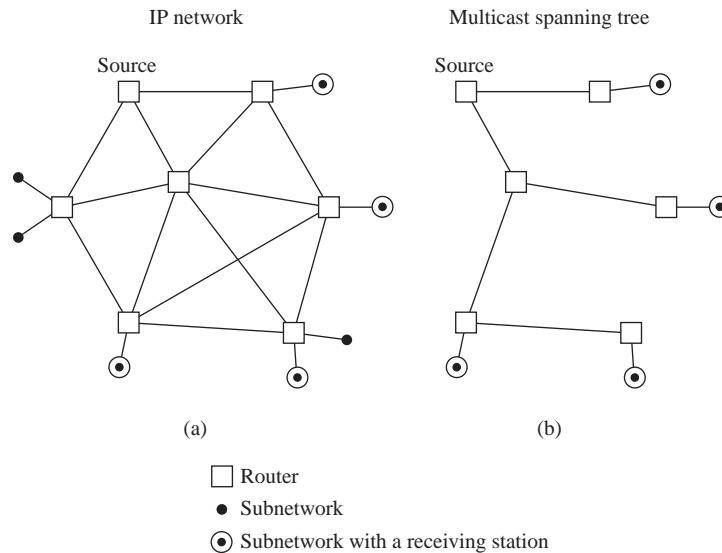 IP network
Multicast spanning tree
Source
Source
(a)
(b)
Router
Subnetwork
Subnetwork with a receiving station